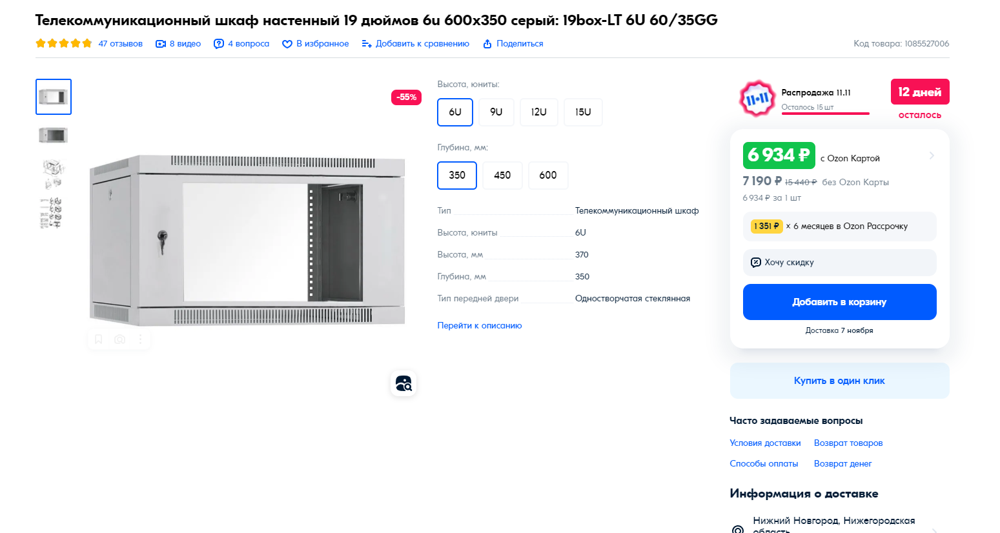 Телекоммуникационный шкаф настенный 19 дюймов 6u 600x350 серый: 19box-LT 6U 60/35GG
47 отзывов
8 видео
4 вопроса
В избранное
Добавить к сравнению
Поделиться
Код товара: 1085527006
-55%
Высота, юниты:
6U 9U 12U 15U
Глубина, мм:
350 450 600
Тип Телекоммуникационный шкаф
Высота, юниты 6U
Высота, мм 370
Глубина, мм 350
Тип передней двери Одностворчатая стеклянная
Перейти к описанию
11•11
Распродажа 11.11
Осталось 15 шт
12 дней
осталось
6 934 ₽ с Ozon Картой
7 190 ₽ 15 440 ₽ без Ozon Карты
6 934 ₽ за 1 шт
1 351 ₽ × 6 месяцев в Ozon Рассрочку
Хочу скидку
Добавить в корзину
Доставка 7 ноября
Купить в один клик
Часто задаваемые вопросы
Условия доставки Возврат товаров
Способы оплаты Возврат денег
Информация о доставке
Нижний Новгород, Нижегородская
область